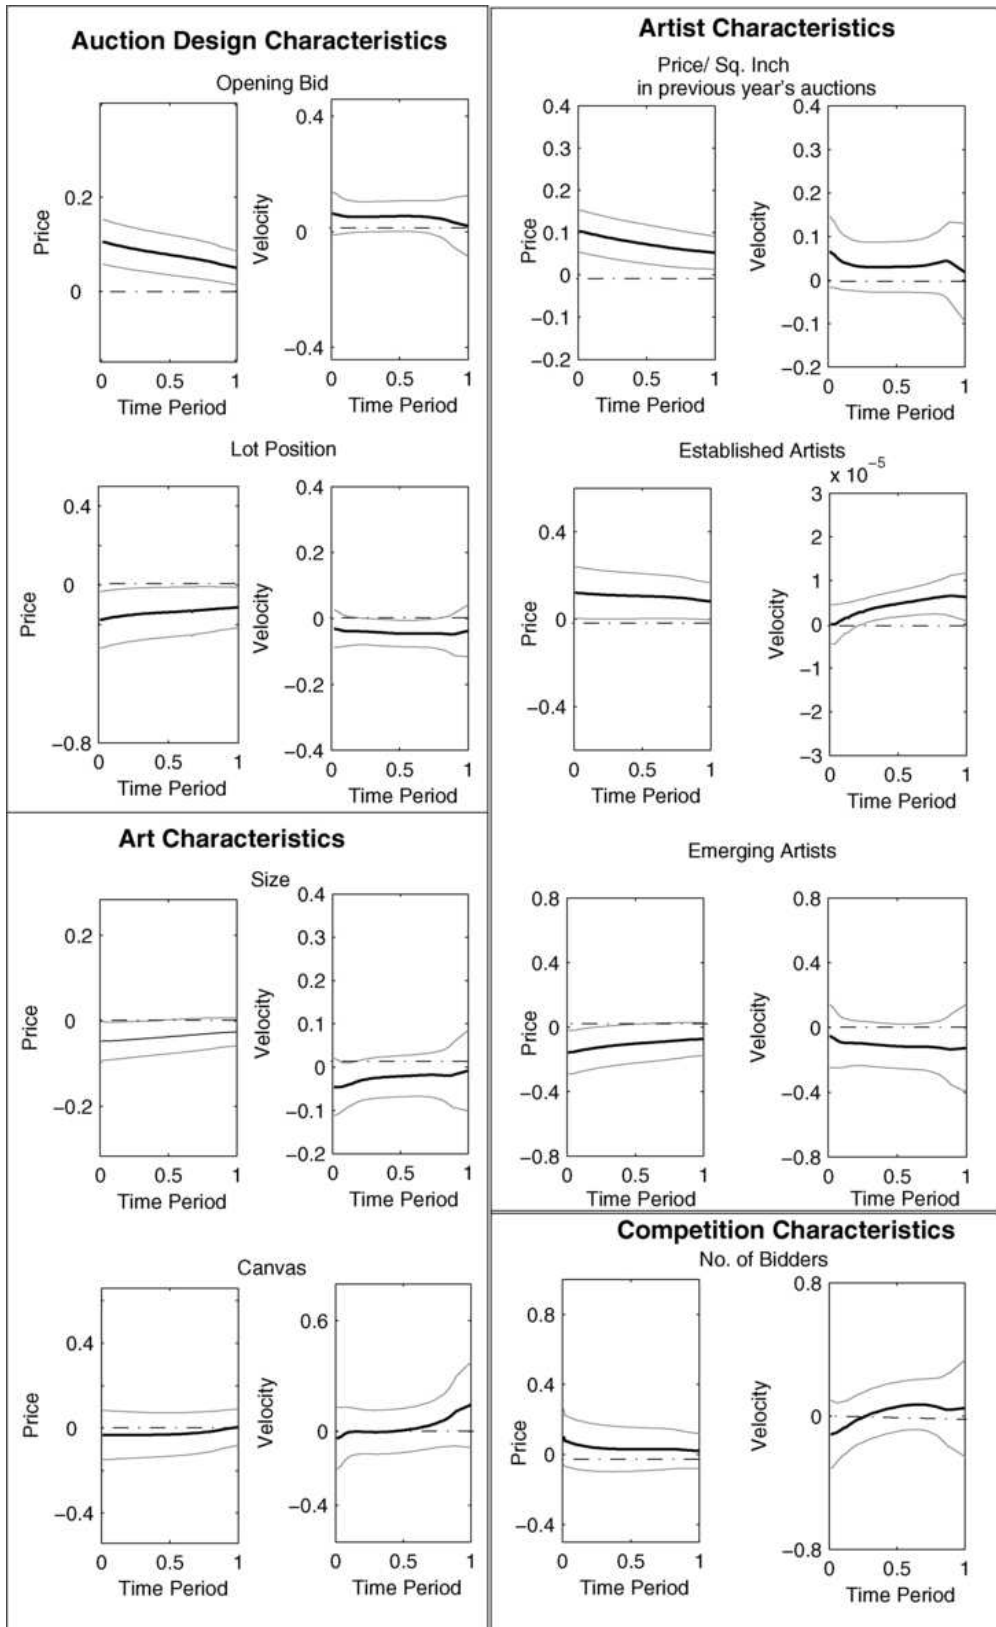 Auction Design Characteristics
Opening Bid
Price
0.2
0
0
0.5
1
Time Period
Velocity
0.4
0
−0.4
0
0.5
1
Time Period
Lot Position
Price
0.4
0
−0.8
0
0.5
1
Time Period
Velocity
0.4
0.2
0
−0.2
−0.4
0
0.5
1
Time Period
Art Characteristics
Size
Price
0.2
0
−0.2
0
0.5
1
Time Period
Velocity
0.4
0.3
0.2
0.1
0
−0.1
−0.2
0
0.5
1
Time Period
Canvas
Price
0.4
0
−0.4
0
0.5
1
Time Period
Velocity
0.6
0
−0.4
0
0.5
1
Time Period
Artist Characteristics
Price/ Sq. Inch
in previous year's auctions
Price
0.4
0.3
0.2
0.1
0
−0.1
−0.2
0
0.5
1
Time Period
Velocity
0.4
0.3
0.2
0.1
0
−0.1
−0.2
0
0.5
1
Time Period
Established Artists
Price
0.4
0
−0.4
0
0.5
1
Time Period
x 10−5
Velocity
3
2
1
0
−1
−2
−3
0
0.5
1
Time Period
Emerging Artists
Price
0.8
0.4
0
−0.4
−0.8
0
0.5
1
Time Period
Velocity
0.8
0.4
0
−0.4
−0.8
0
0.5
1
Time Period
Competition Characteristics
No. of Bidders
Price
0.8
0.4
0
−0.4
−0.5
0
0.5
1
Time Period
Velocity
0.8
0
−0.8
0
0.5
1
Time Period